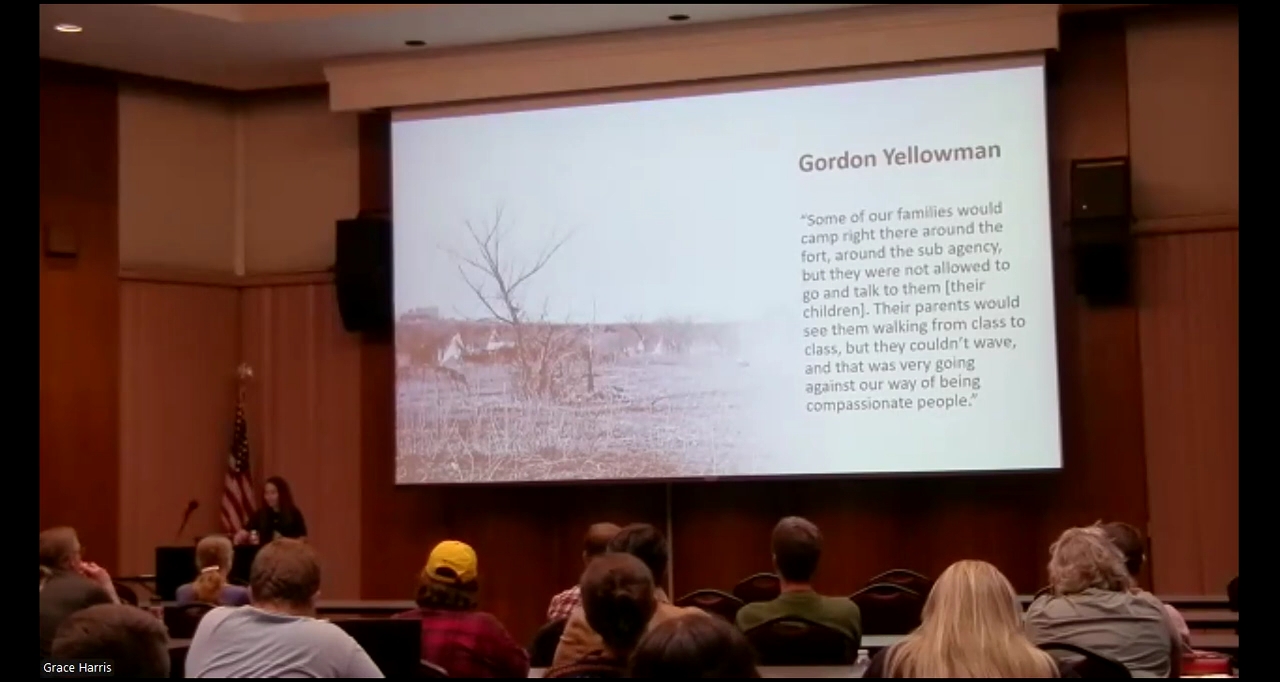 Gordon Yellowman
“Some of our families would
camp right there around the
fort, around the sub agency,
but they were not allowed to
go and talk to them [their
children]. Their parents would
see them walking from class to
class, but they couldn’t wave,
and that was very going
against our way of being
compassionate people.”
Grace Harris